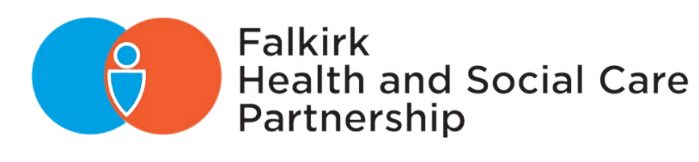 Falkirk
Health and Social Care
Partnership